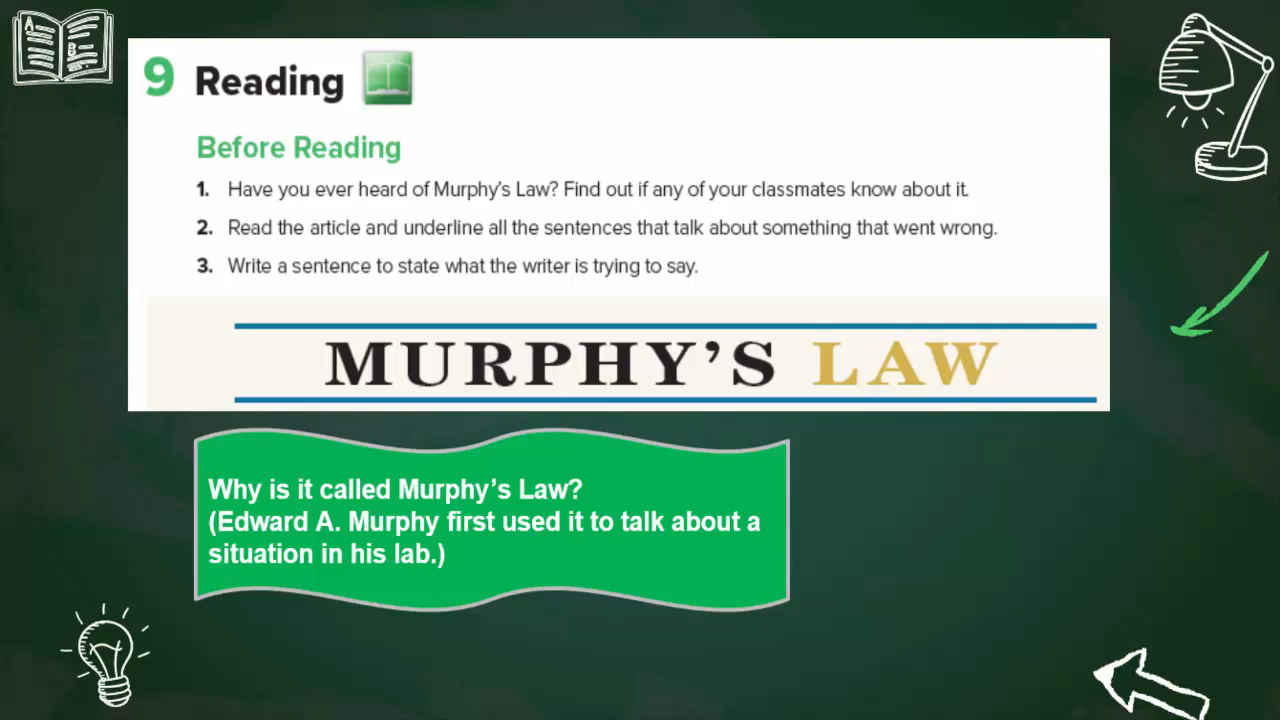 9 Reading
Before Reading
1. Have you ever heard of Murphy's Law? Find out if any of your classmates know about it.
2. Read the article and underline all the sentences that talk about something that went wrong.
3. Write a sentence to state what the writer is trying to say.
MURPHY'S LAW
Why is it called Murphy's Law?
(Edward A. Murphy first used it to talk about a
situation in his lab.)